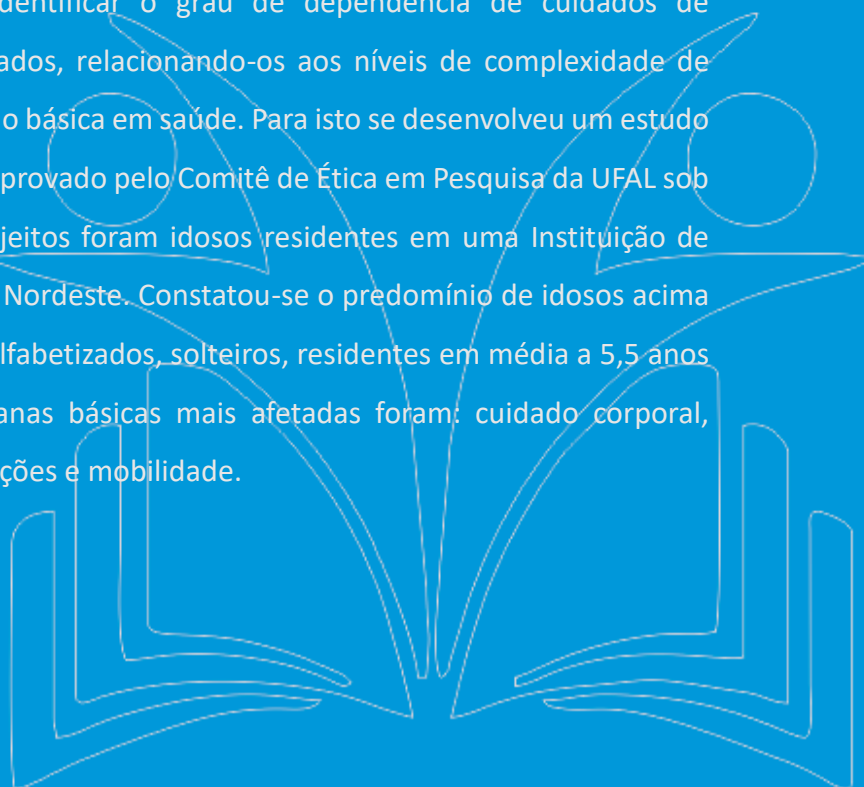 dentificar o grau de dependência de cuidados de
ados, relacionando-os aos níveis de complexidade de
o básica em saúde. Para isto se desenvolveu um estudo
provado pelo Comitê de Ética em Pesquisa da UFAL sob
jeitos foram idosos residentes em uma Instituição de
Nordeste. Constatou-se o predomínio de idosos acima
lfabetizados, solteiros, residentes em média a 5,5 anos
anas básicas mais afetadas foram: cuidado corporal,
ções e mobilidade.